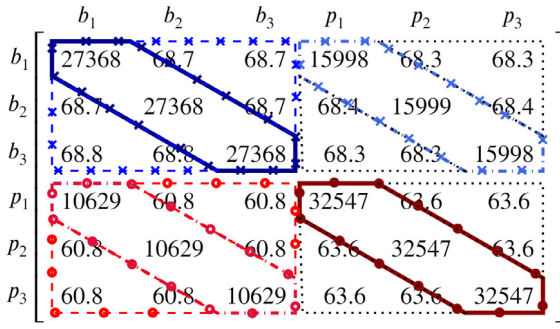 b₁ b₂ b₃ p₁ p₂ p₃
b₁ 27368 68.7 68.7 15998 68.3 68.3
b₂ 68.7 27368 68.7 68.4 15999 68.4
b₃ 68.8 68.8 27368 68.3 68.3 15998
p₁ 10629 60.8 60.8 32547 63.6 63.6
p₂ 60.8 10629 60.8 63.6 32547 63.6
p₃ 60.8 60.8 10629 63.6 63.6 32547